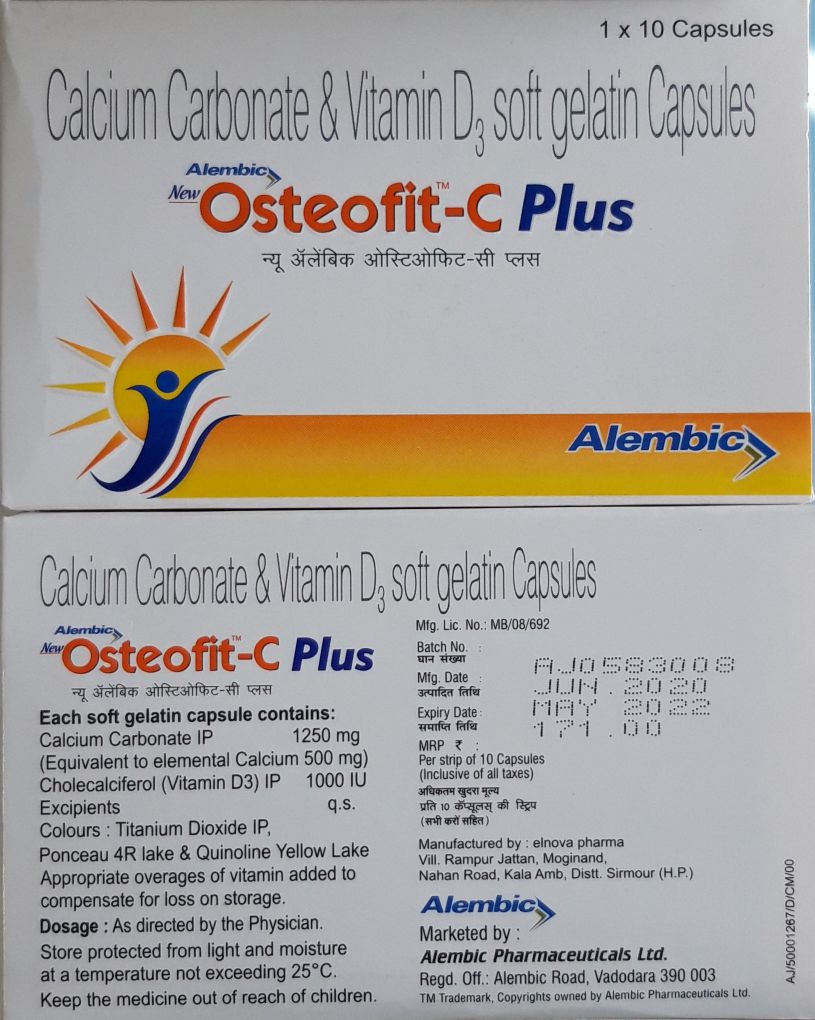 1 x 10 Capsules
Calcium Carbonate & Vitamin D₃ soft gelatin Capsules
Alembic
New Osteofit™-C Plus
न्यू ॲलेंबिक ओस्टिओफिट-सी प्लस
Alembic
Calcium Carbonate & Vitamin D₃ soft gelatin Capsules
Alembic
New Osteofit™-C Plus
न्यू ॲलेंबिक ओस्टिओफिट-सी प्लस
Each soft gelatin capsule contains:
Calcium Carbonate IP 1250 mg
(Equivalent to elemental Calcium 500 mg)
Cholecalciferol (Vitamin D3) IP 1000 IU
Excipients q.s.
Colours : Titanium Dioxide IP,
Ponceau 4R lake & Quinoline Yellow Lake
Appropriate overages of vitamin added to
compensate for loss on storage.
Dosage : As directed by the Physician.
Store protected from light and moisture
at a temperature not exceeding 25°C.
Keep the medicine out of reach of children.
Mfg. Lic. No.: MB/08/692
Batch No. : AJ0583008
घान संख्या
Mfg. Date : JUN.2020
उत्पादित तिथि
Expiry Date : MAY 2022
समाप्ति तिथि
171.00
MRP ₹ :
Per strip of 10 Capsules
(Inclusive of all taxes)
अधिकतम खुदरा मूल्य
प्रति 10 कॅप्सूलस् की स्ट्रिप
(सभी करों सहित)
Manufactured by : elnova pharma
Vill. Rampur Jattan, Moginand,
Nahan Road, Kala Amb, Distt. Sirmour (H.P.)
Alembic
Marketed by :
Alembic Pharmaceuticals Ltd.
Regd. Off.: Alembic Road, Vadodara 390 003
TM Trademark, Copyrights owned by Alembic Pharmaceuticals Ltd.
AJ/50001267/D/CM/00